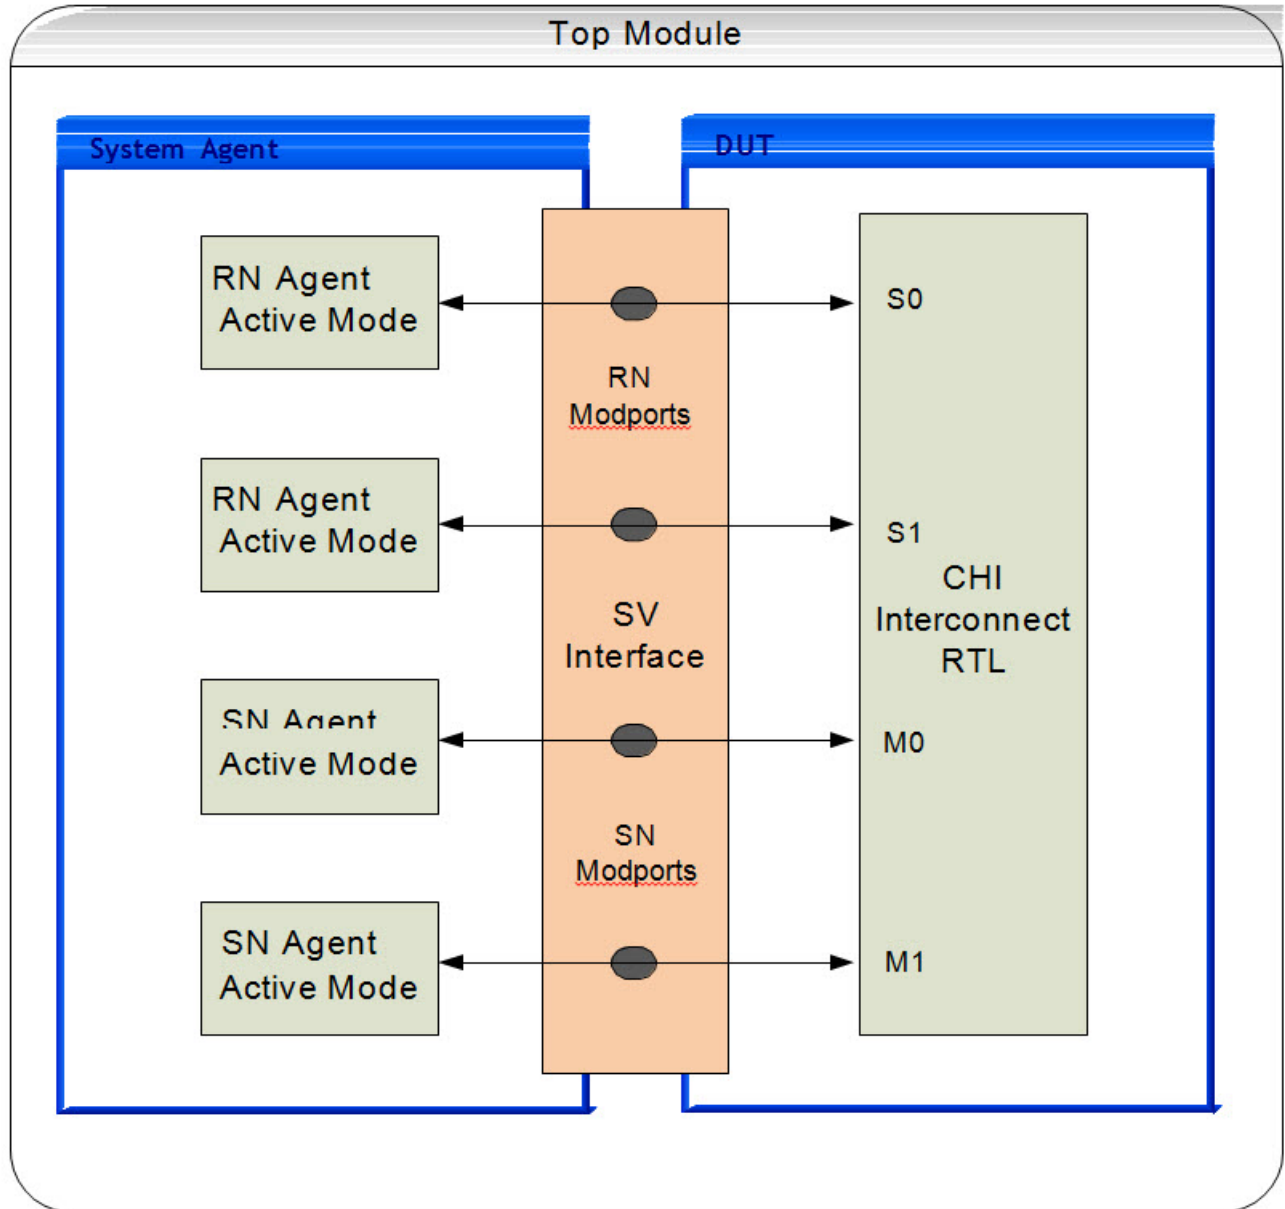 Top Module
System Agent
DUT
RN Agent
Active Mode
RN
Modports
S0
RN Agent
Active Mode
S1
SV
Interface
CHI
Interconnect
RTL
SN Agent
Active Mode
M0
SN
Modports
SN Agent
Active Mode
M1